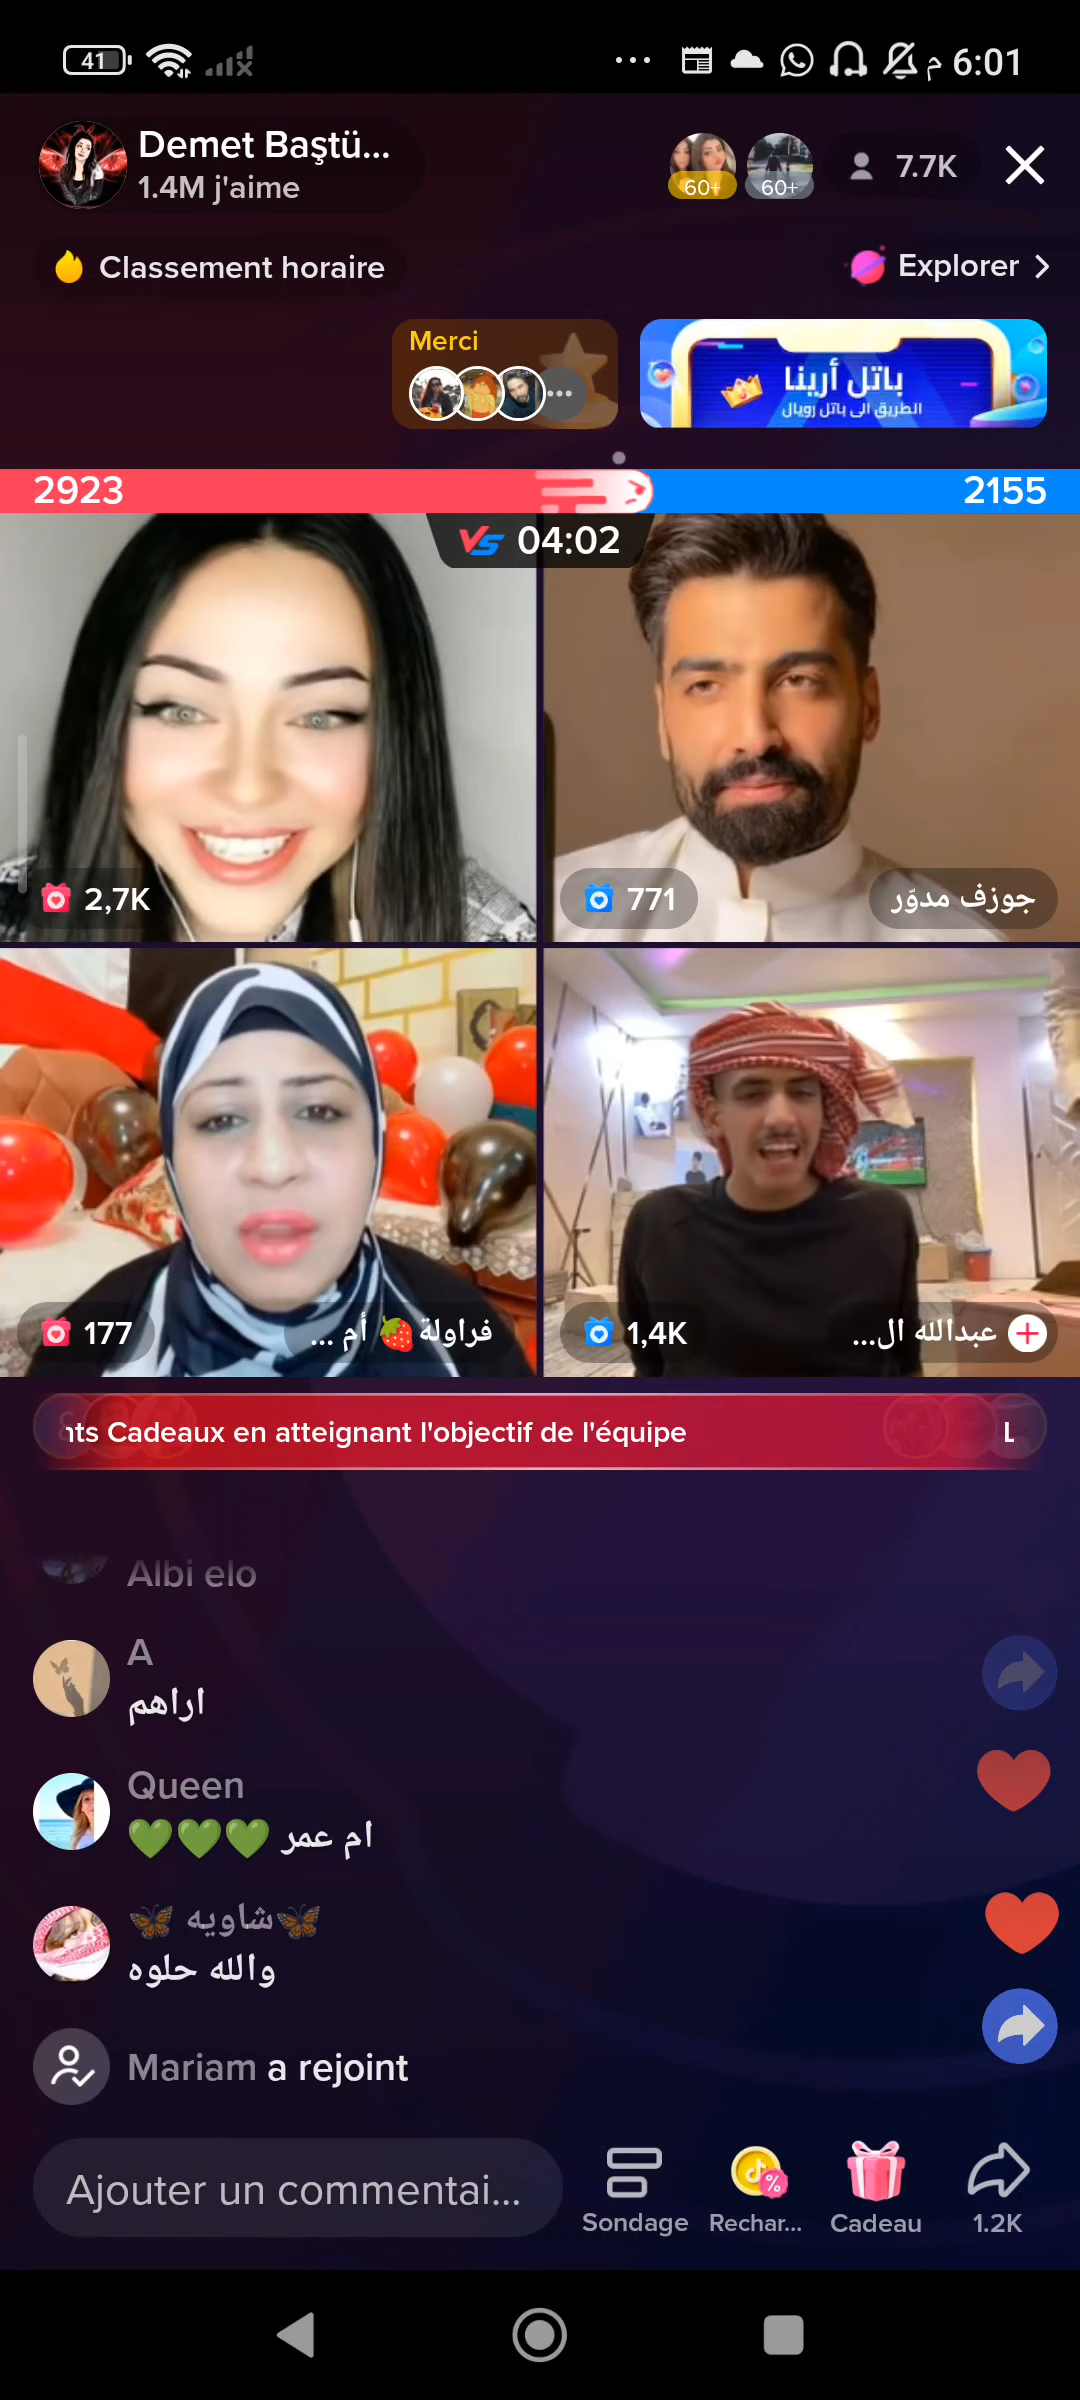 41
... م 6:01
Demet Baştü...
1.4M j'aime
60+
60+
7.7K
Classement horaire
Explorer
Merci
باتل أرينا
الطريق الى باتل رويال
2923
2155
VS 04:02
2,7K
771
جوزف مدوّر
177
فراولة🍓 أم ...
1,4K
عبدالله ال...
nts Cadeaux en atteignant l'objectif de l'équipe
L
Albi elo
A
اراهم
Queen
ام عمر 💚💚💚
🦋شاويه 🦋
والله حلوه
Mariam a rejoint
Ajouter un commentai...
Sondage
Rechar...
Cadeau
1.2K